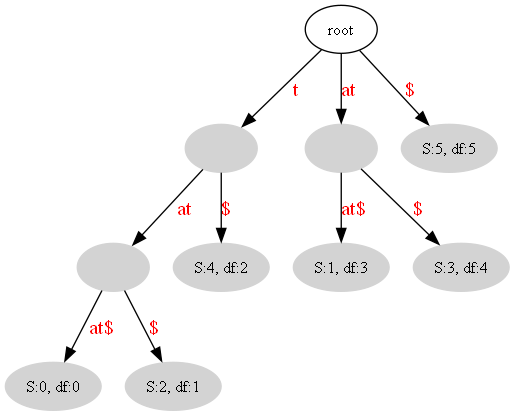 root
t
at
$
S:5, df:5
at
$
at$
$
S:4, df:2
S:1, df:3
S:3, df:4
at$
$
S:0, df:0
S:2, df:1